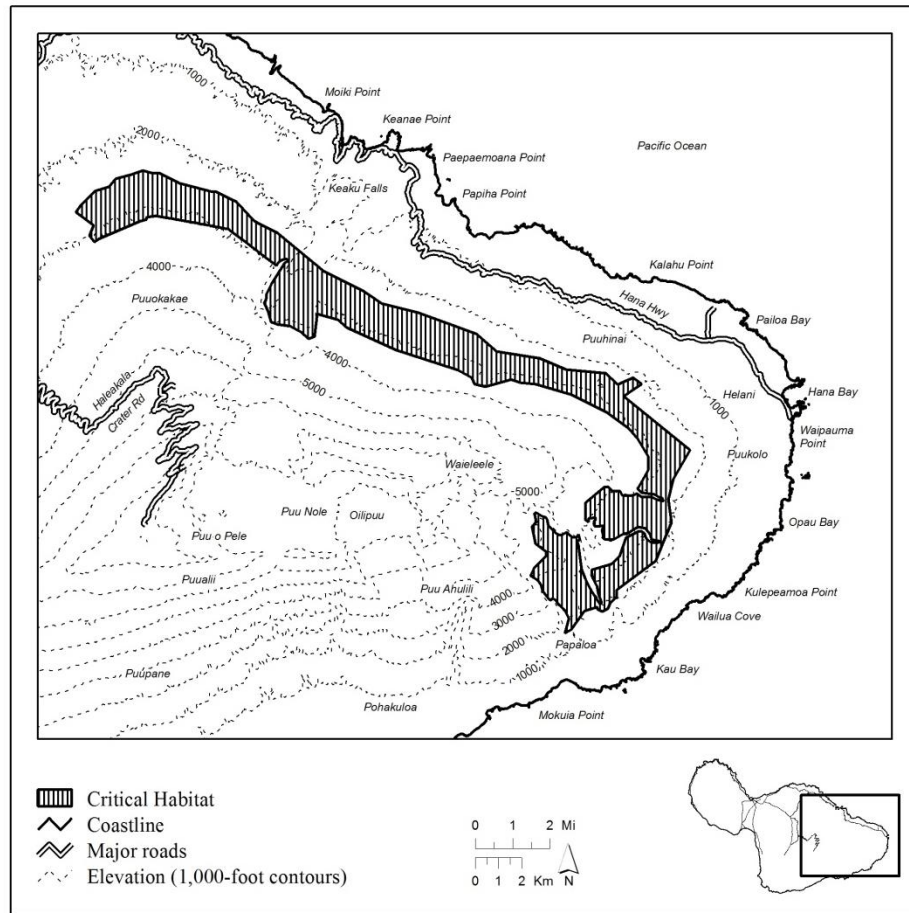 1000
Moiki Point
Keanae Point
2000
Paepaemoana Point
Pacific Ocean
Keaku Falls
Papiha Point
4000
Puuokakae
Kalahu Point
Hana Hwy
Pailoa Bay
Puuhinai
4000
5000
Haleakala
Crater Rd
1000
Helani
Hana Bay
Waipauma
Point
Puukolo
Waieleele
5000
Puu Nole
Oilipuu
Opau Bay
Puu o Pele
Puualii
Puu Ahulili
4000
Kulepeamoa Point
3000
Wailua Cove
2000
Papaloa
Puupane
1000
Kau Bay
Pohakuloa
Mokuia Point
Critical Habitat
Coastline
Major roads
Elevation (1,000-foot contours)
0 1 2 Mi
0 1 2 Km
N